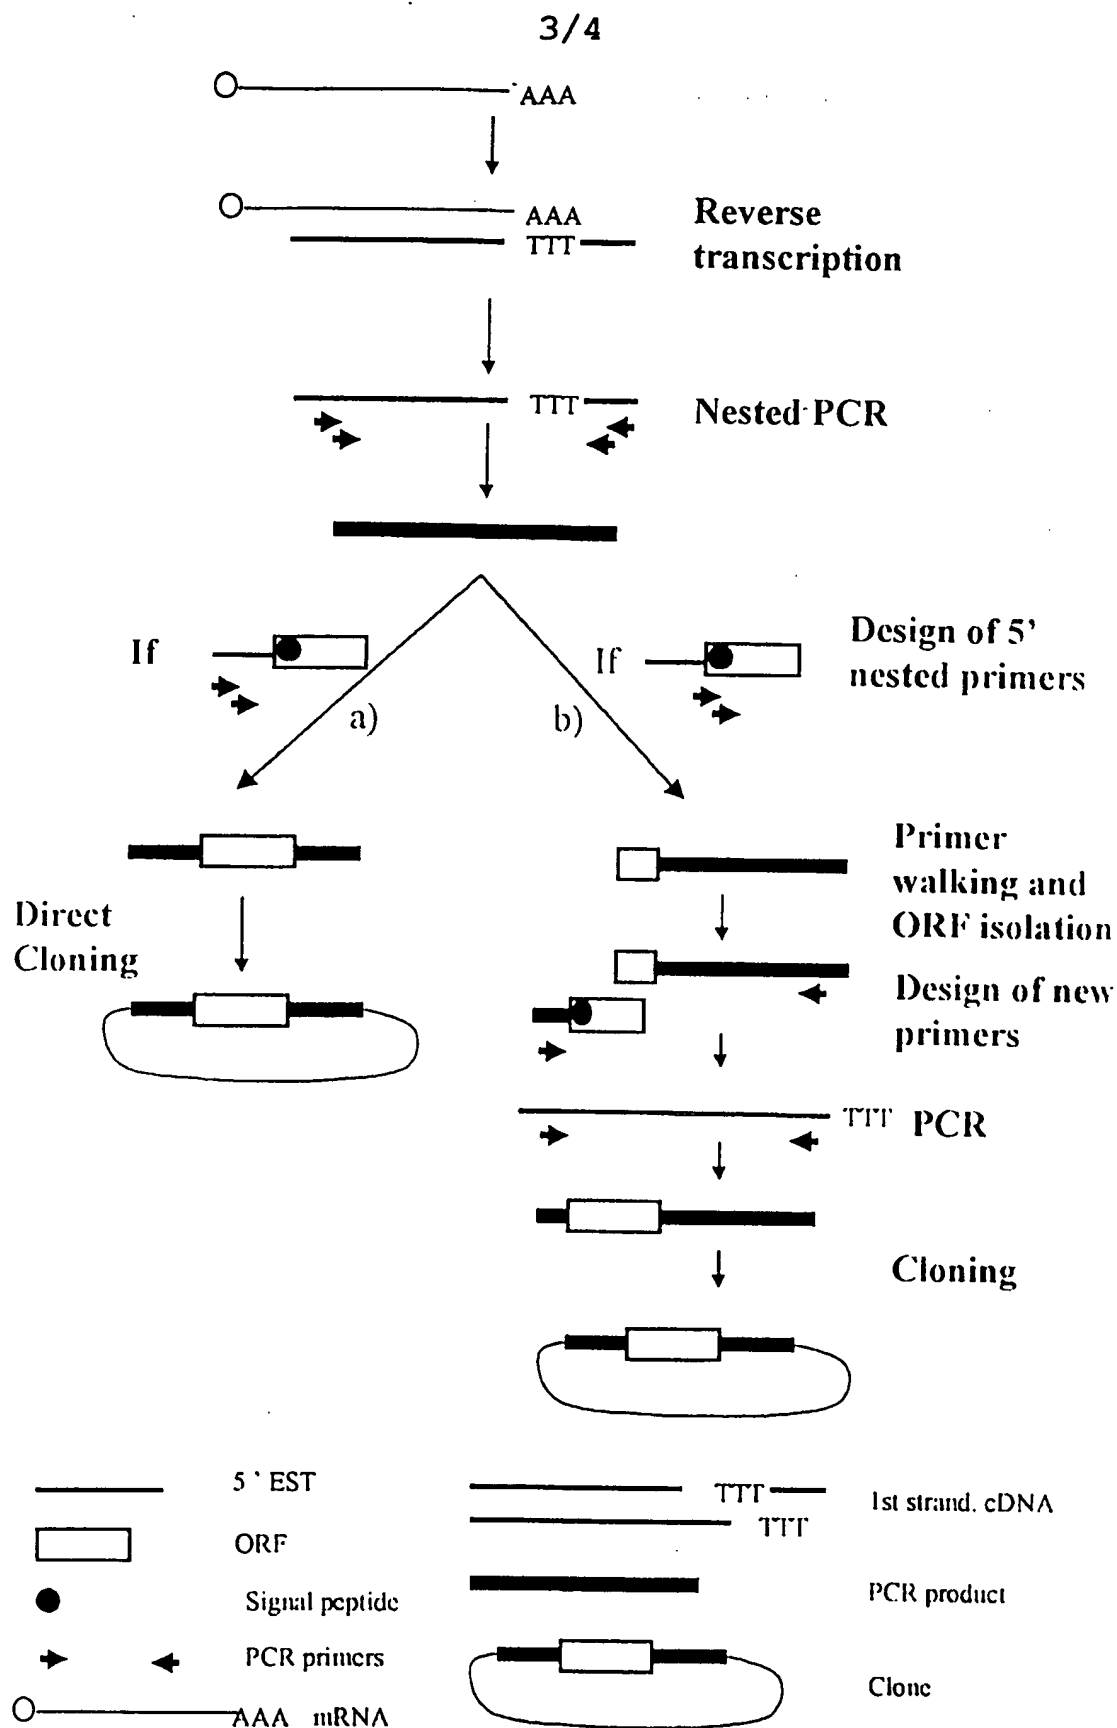 3/4
AAA
AAA
TTT
Reverse
transcription
TTT
Nested PCR
If
If
Design of 5'
nested primers
a)
b)
Primer
walking and
ORF isolation
Direct
Cloning
Design of new
primers
TTT PCR
Cloning
5' EST
TTT
1st strand. cDNA
TTT
ORF
Signal peptide
PCR product
PCR primers
Clone
AAA mRNA